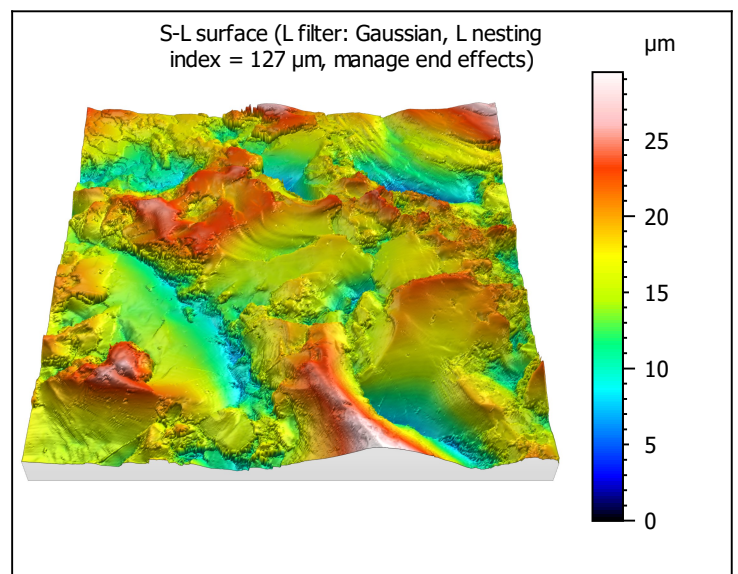 S-L surface (L filter: Gaussian, L nesting
index = 127 µm, manage end effects)
µm
25
20
15
10
5
0